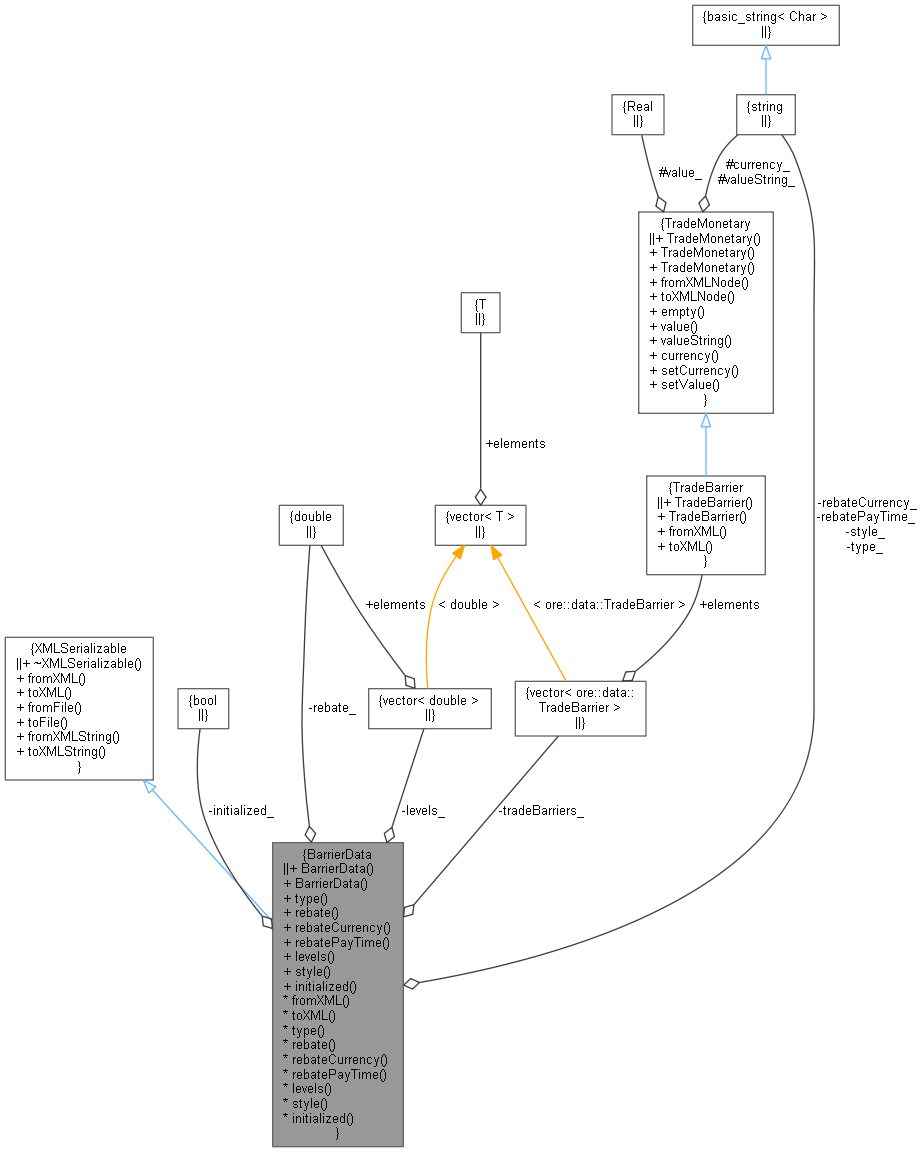 {basic_string< Char >
||}
{Real
||}
{string
||}
#value_
#currency_
#valueString_
{TradeMonetary
||+ TradeMonetary()
+ TradeMonetary()
+ TradeMonetary()
+ fromXMLNode()
+ toXMLNode()
+ empty()
+ value()
+ valueString()
+ currency()
+ setCurrency()
+ setValue()
}
{T
||}
+elements
{TradeBarrier
||+ TradeBarrier()
+ TradeBarrier()
+ fromXML()
+ toXML()
}
-rebateCurrency_
-rebatePayTime_
-style_
-type_
{double
||}
{vector< T >
||}
+elements
< double >
< ore::data::TradeBarrier >
+elements
{XMLSerializable
||+ ~XMLSerializable()
+ fromXML()
+ toXML()
+ fromFile()
+ toFile()
+ fromXMLString()
+ toXMLString()
}
{bool
||}
-rebate_
{vector< double >
||}
{vector< ore::data::
TradeBarrier >
||}
-initialized_
-levels_
-tradeBarriers_
{BarrierData
||+ BarrierData()
+ BarrierData()
+ type()
+ rebate()
+ rebateCurrency()
+ rebatePayTime()
+ levels()
+ style()
+ initialized()
* fromXML()
* toXML()
* type()
* rebate()
* rebateCurrency()
* rebatePayTime()
* levels()
* style()
* initialized()
}